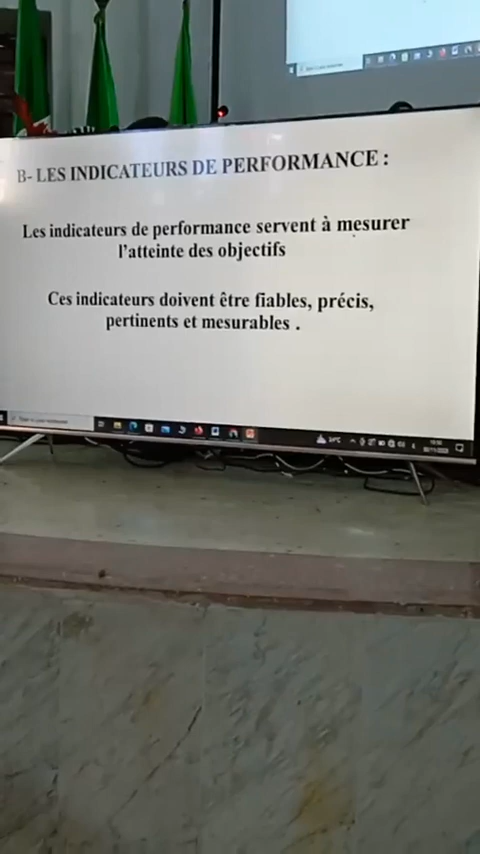 B- LES INDICATEURS DE PERFORMANCE :
Les indicateurs de performance servent à mesurer
l'atteinte des objectifs
Ces indicateurs doivent être fiables, précis,
pertinents et mesurables .